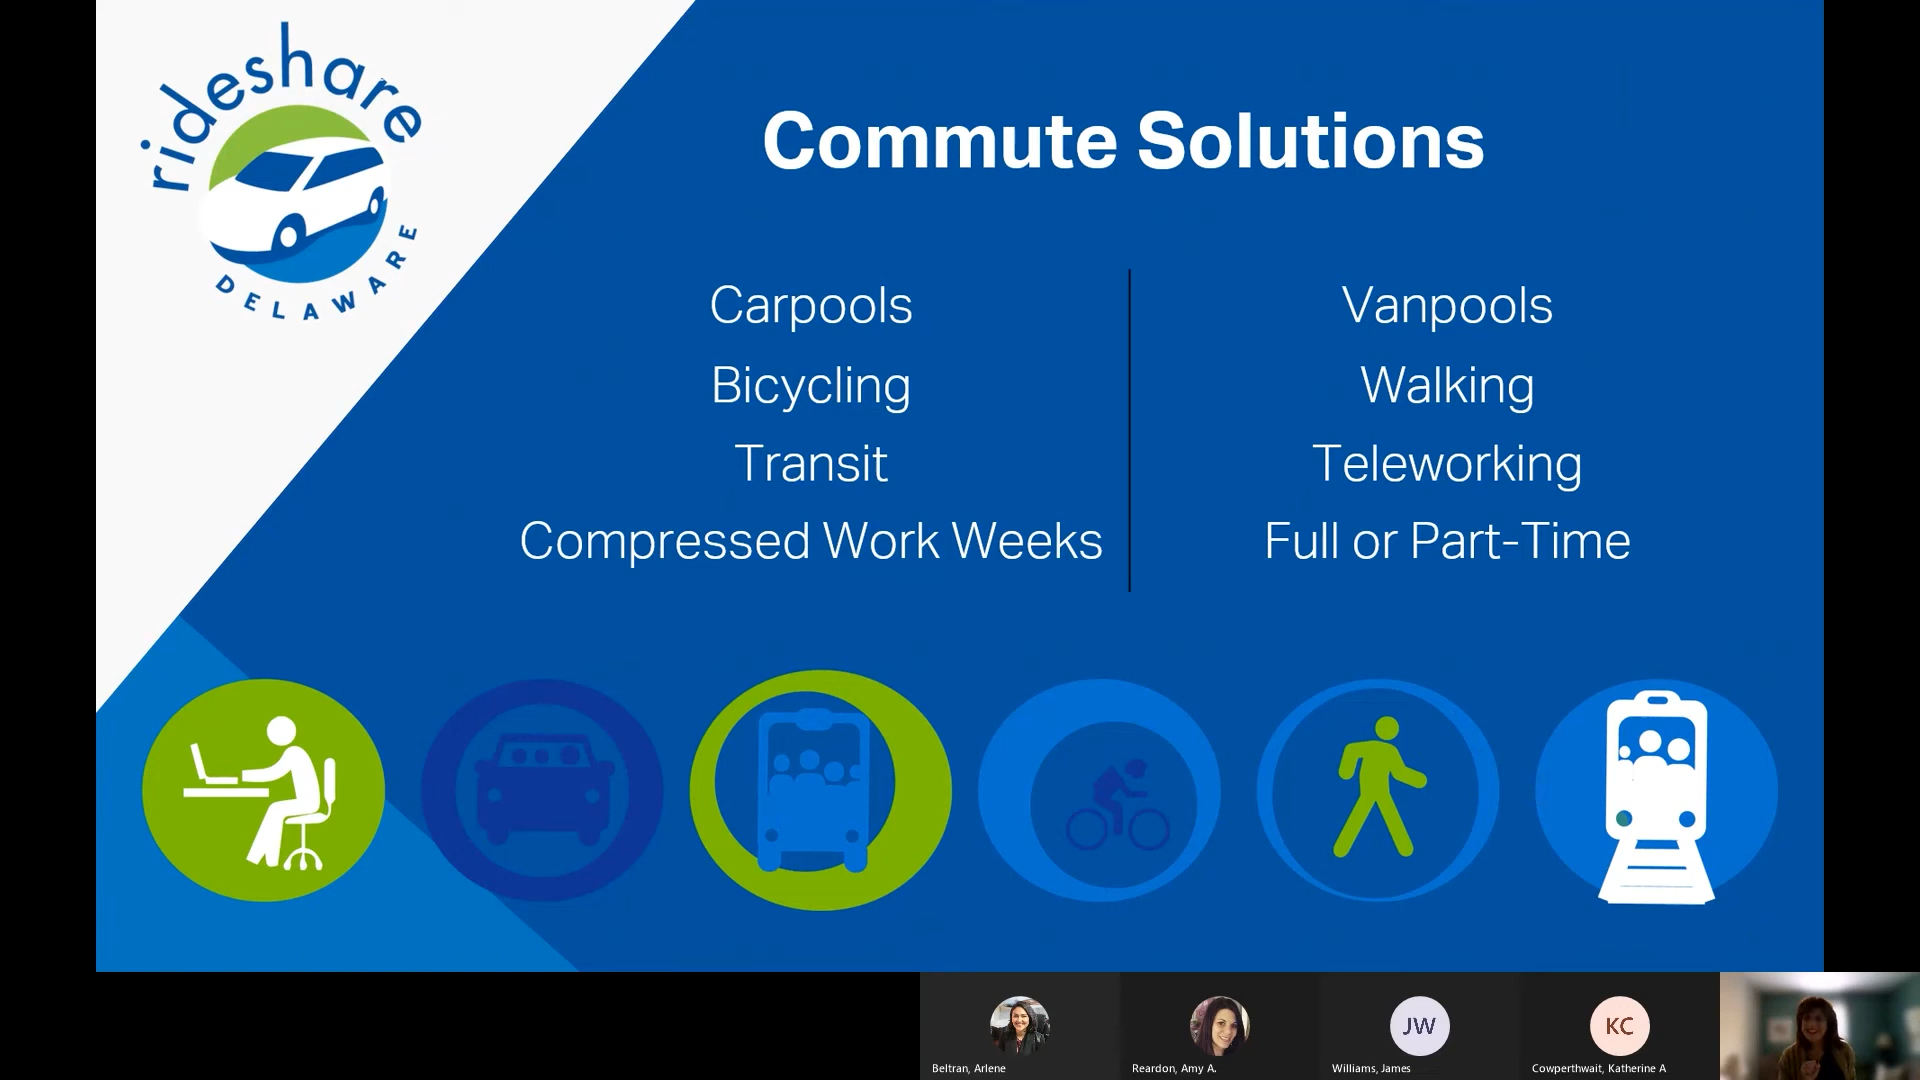 rideshare
DELAWARE
Commute Solutions
Carpools
Bicycling
Transit
Compressed Work Weeks
Vanpools
Walking
Teleworking
Full or Part-Time
JW
KC
Beltran, Arlene
Reardon, Amy A.
Williams, James
Cowperthwait, Katherine A